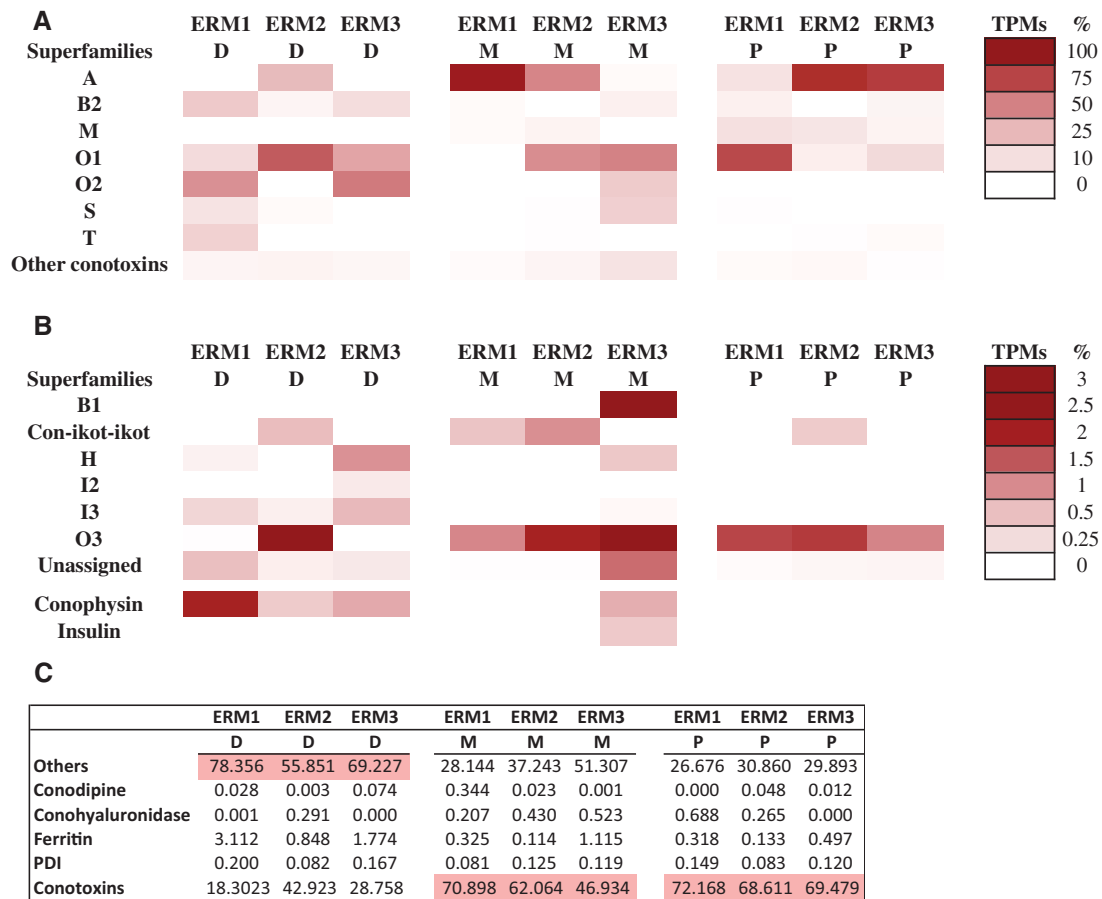 A
ERM1 ERM2 ERM3 ERM1 ERM2 ERM3 ERM1 ERM2 ERM3 TPMs %
Superfamilies D D D M M M P P P 100
A 75
B2 50
M 25
O1 10
O2 0
S
T
Other conotoxins
B
ERM1 ERM2 ERM3 ERM1 ERM2 ERM3 ERM1 ERM2 ERM3 TPMs %
Superfamilies D D D M M M P P P 3
B1 2.5
Con-ikot-ikot 2
H 1.5
I2 1
I3 0.5
O3 0.25
Unassigned 0
Conophysin
Insulin
C
ERM1 ERM2 ERM3 ERM1 ERM2 ERM3 ERM1 ERM2 ERM3
D D D M M M P P P
Others 78.356 55.851 69.227 28.144 37.243 51.307 26.676 30.860 29.893
Conodipine 0.028 0.003 0.074 0.344 0.023 0.001 0.000 0.048 0.012
Conohyaluronidase 0.001 0.291 0.000 0.207 0.430 0.523 0.688 0.265 0.000
Ferritin 3.112 0.848 1.774 0.325 0.114 1.115 0.318 0.133 0.497
PDI 0.200 0.082 0.167 0.081 0.125 0.119 0.149 0.083 0.120
Conotoxins 18.3023 42.923 28.758 70.898 62.064 46.934 72.168 68.611 69.479